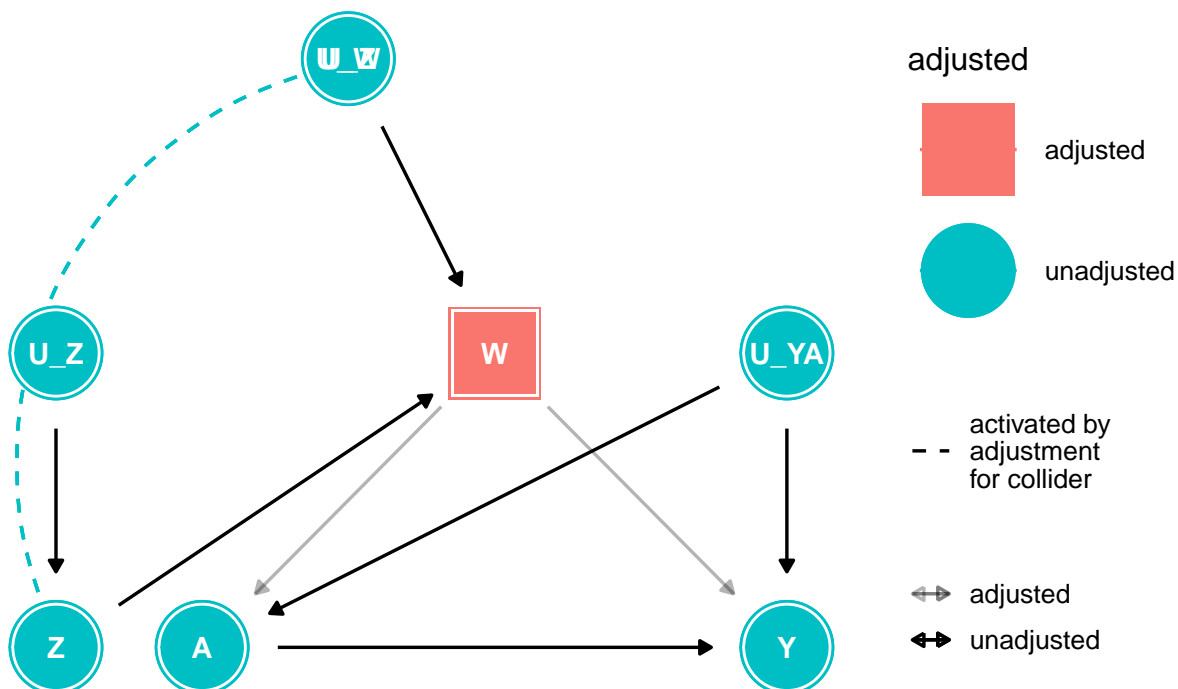 adjusted
adjusted
unadjusted
U_Z
W
U_YA
activated by
adjustment
for collider
adjusted
unadjusted
Z
A
Y